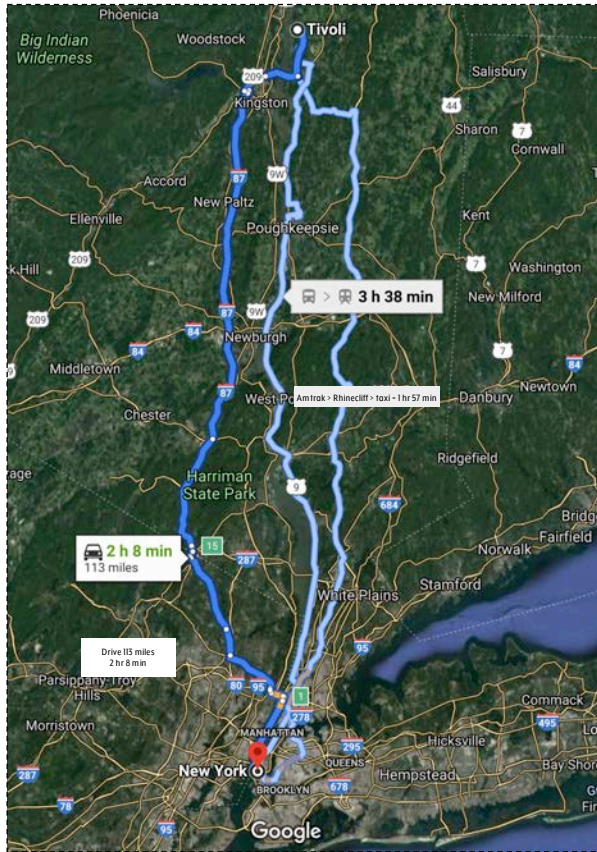 Phoenicia
Tivoli
Big Indian
Wilderness
Woodstock
209
Kingston
Salisbury
44
Sharon
7
Cornwall
87
9W
Accord
New Paltz
Ellenville
Poughkeepsie
Kent
209
k Hill
7
Washington
3 h 38 min
New Milford
209
87
9W
84
Newburgh
84
7
Middletown
84
87
West Po
Amtrak > Rhinecliff > taxi - 1 hr 57 min
Danbury
Newtown
Chester
Ridgefield
Harriman
State Park
9
684
Bridg
Fairfield
2 h 8 min
113 miles
15
287
Norwalk
Stamford
White Plains
Drive 113 miles
2 hr 8 min
95
Parsippany-Troy
Hills
80
95
1
278
Commack
Morristown
MANHATTAN
495
Lo
295
Hicksville
287
New York
QUEENS
Bay Shor
BROOKLYN
678
Hempstead
78
95
Google